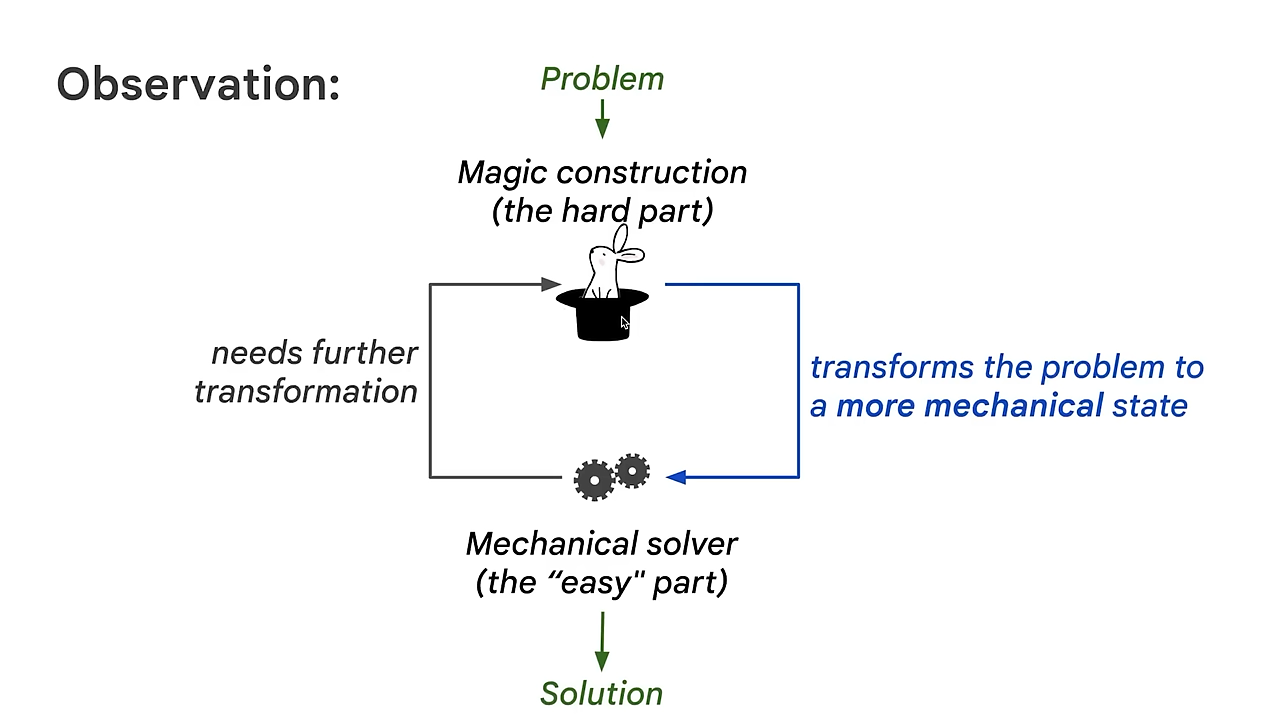 Observation:
Problem
Magic construction
(the hard part)
needs further
transformation
transforms the problem to
a more mechanical state
Mechanical solver
(the “easy" part)
Solution